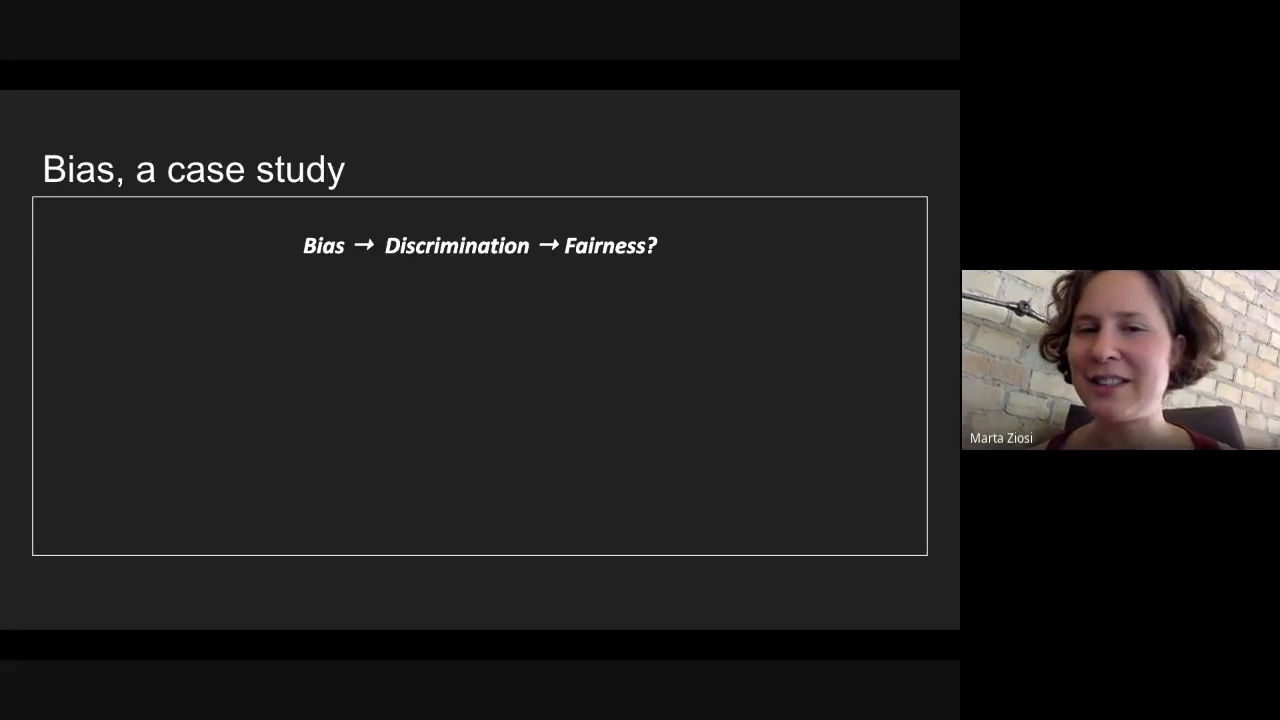 Bias, a case study
Bias → Discrimination → Fairness?
Marta Ziosi